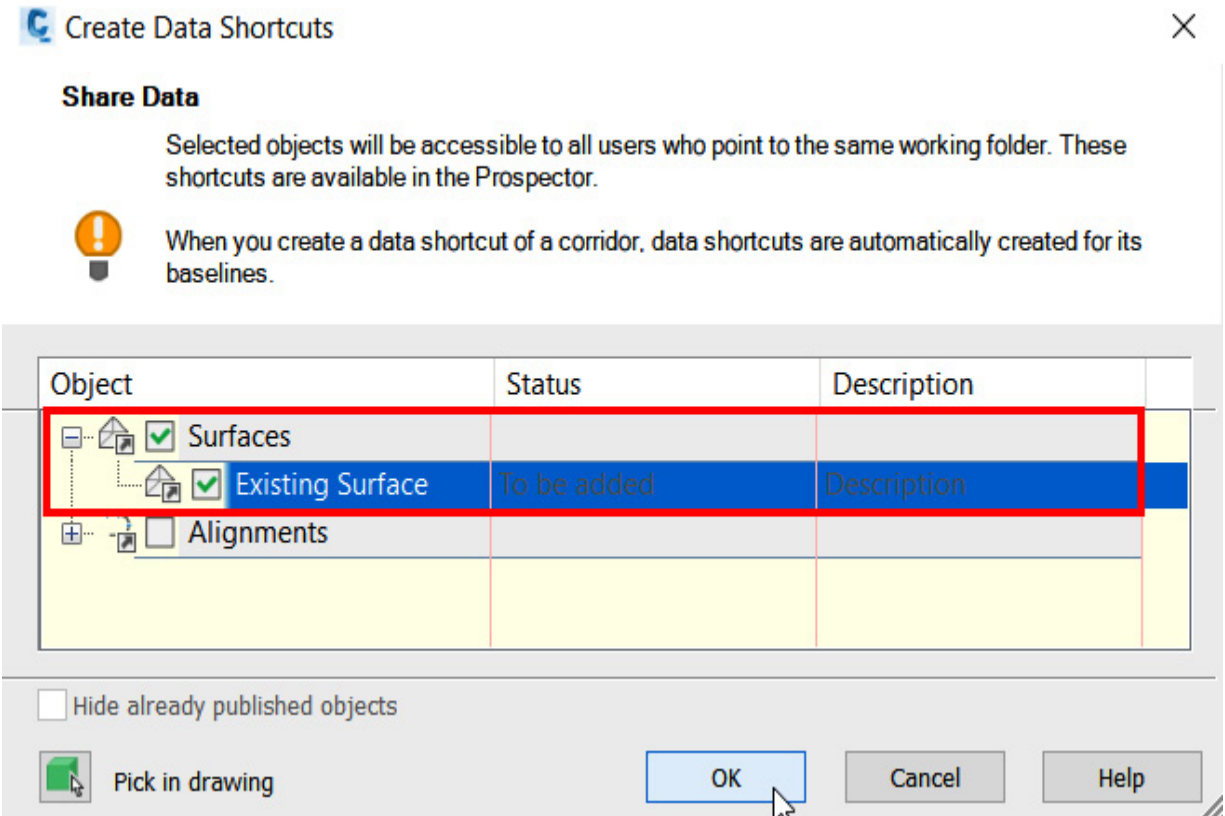 Create Data Shortcuts
Share Data
Selected objects will be accessible to all users who point to the same working folder. These
shortcuts are available in the Prospector.
When you create a data shortcut of a corridor, data shortcuts are automatically created for its
baselines.
Object Status Description
Surfaces
Existing Surface To be added Description
Alignments
Hide already published objects
Pick in drawing OK Cancel Help